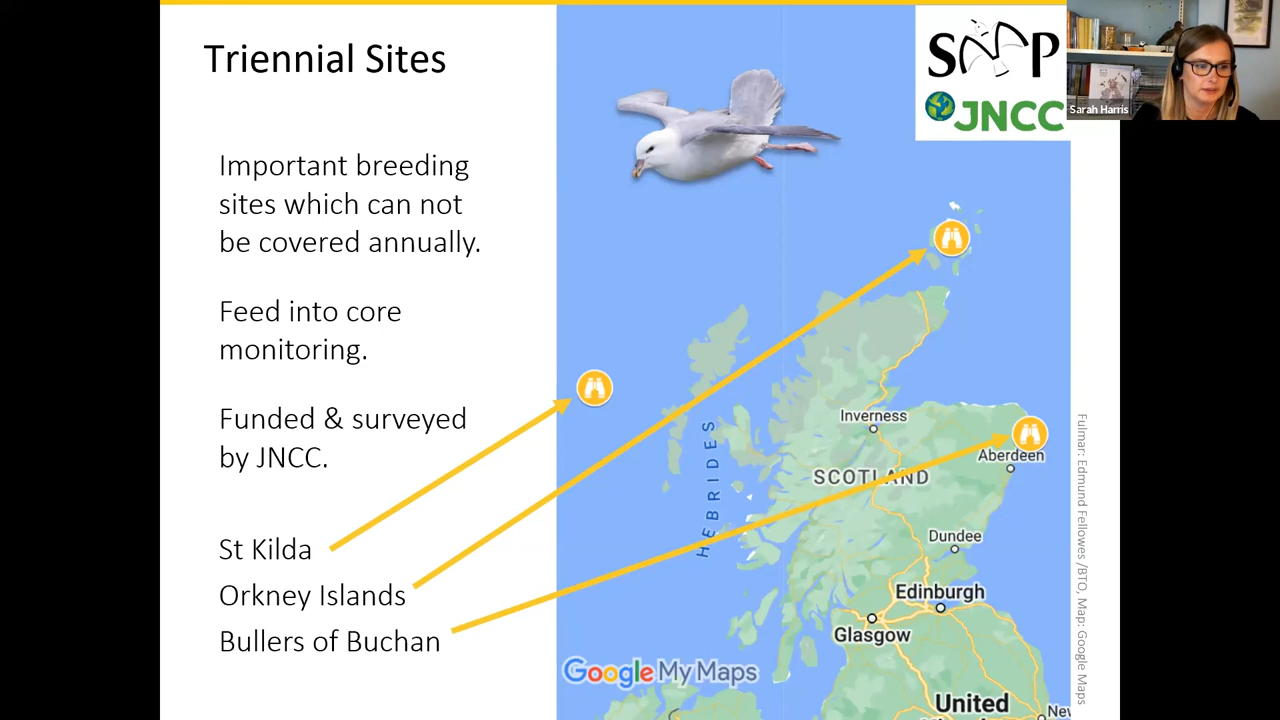 Triennial Sites
Important breeding
sites which can not
be covered annually.
Feed into core
monitoring.
Funded & surveyed
by JNCC.
St Kilda
Orkney Islands
Bullers of Buchan
SMP
JNCC
Sarah Harris
Inverness
SCOTLAND
Aberdeen
HEBRIDES
Dundee
Edinburgh
Glasgow
United
New
Google My Maps
Fulmar: Edmund Fellowes /BTO, Map: Google Maps